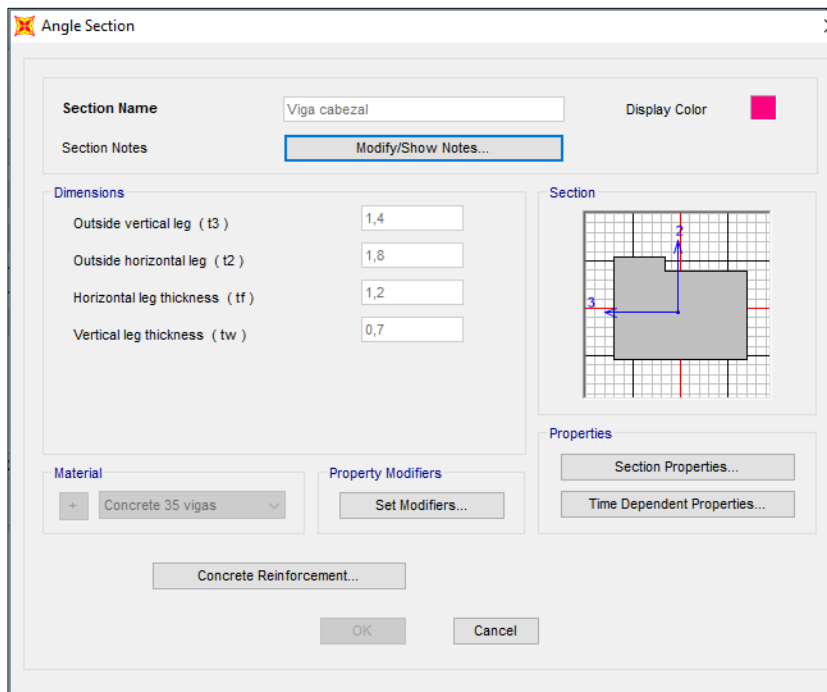 Angle Section
Section Name Viga cabezal Display Color
Section Notes Modify/Show Notes...
Dimensions
Outside vertical leg ( t3 ) 1,4
Outside horizontal leg ( t2 ) 1,8
Horizontal leg thickness ( tf ) 1,2
Vertical leg thickness ( tw ) 0,7
Section
2
3
Properties
Section Properties...
Time Dependent Properties...
Material
+ Concrete 35 vigas
Property Modifiers
Set Modifiers...
Concrete Reinforcement...
OK Cancel